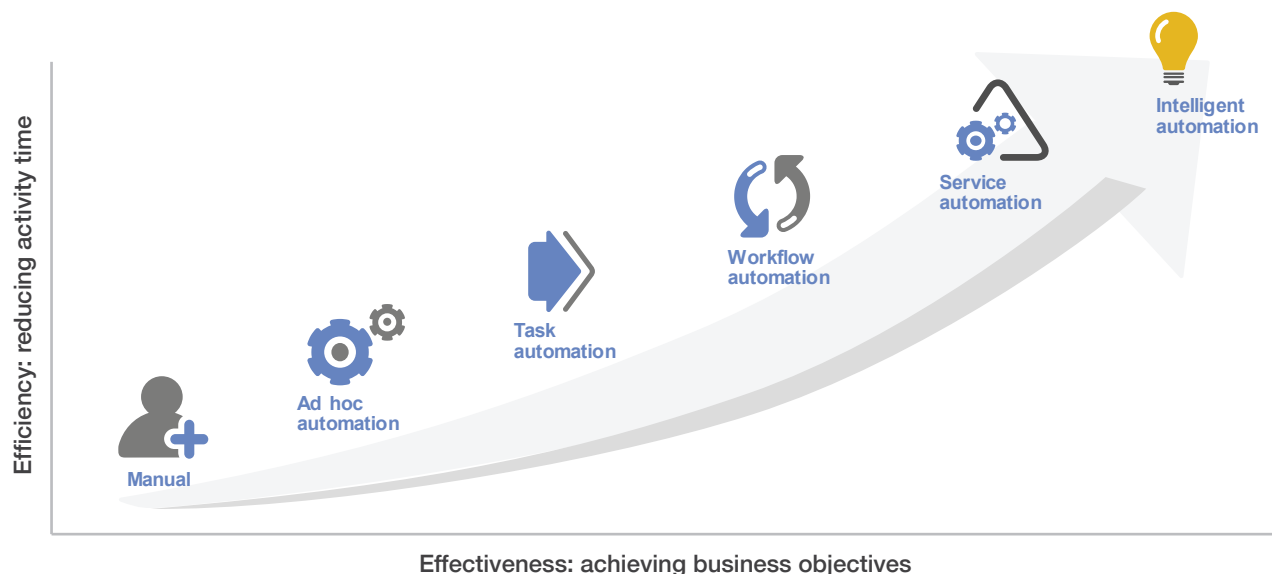 Efficiency: reducing activity time
Manual
Ad hoc
automation
Task
automation
Workflow
automation
Service
automation
Intelligent
automation
Effectiveness: achieving business objectives